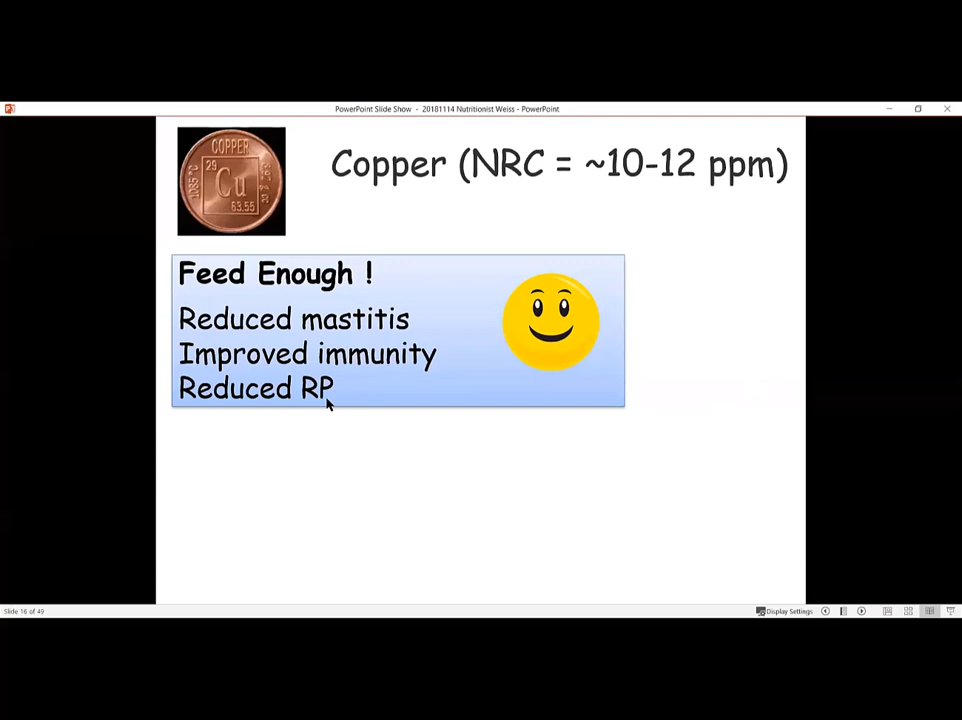 PowerPoint Slide Show - 20181114 Nutritionist Weiss - PowerPoint
COPPER
29
Cu
63.55
1085 °C
Copper (NRC = ~10-12 ppm)
Feed Enough !
Reduced mastitis
Improved immunity
Reduced RP
Slide 16 of 49
Display Settings